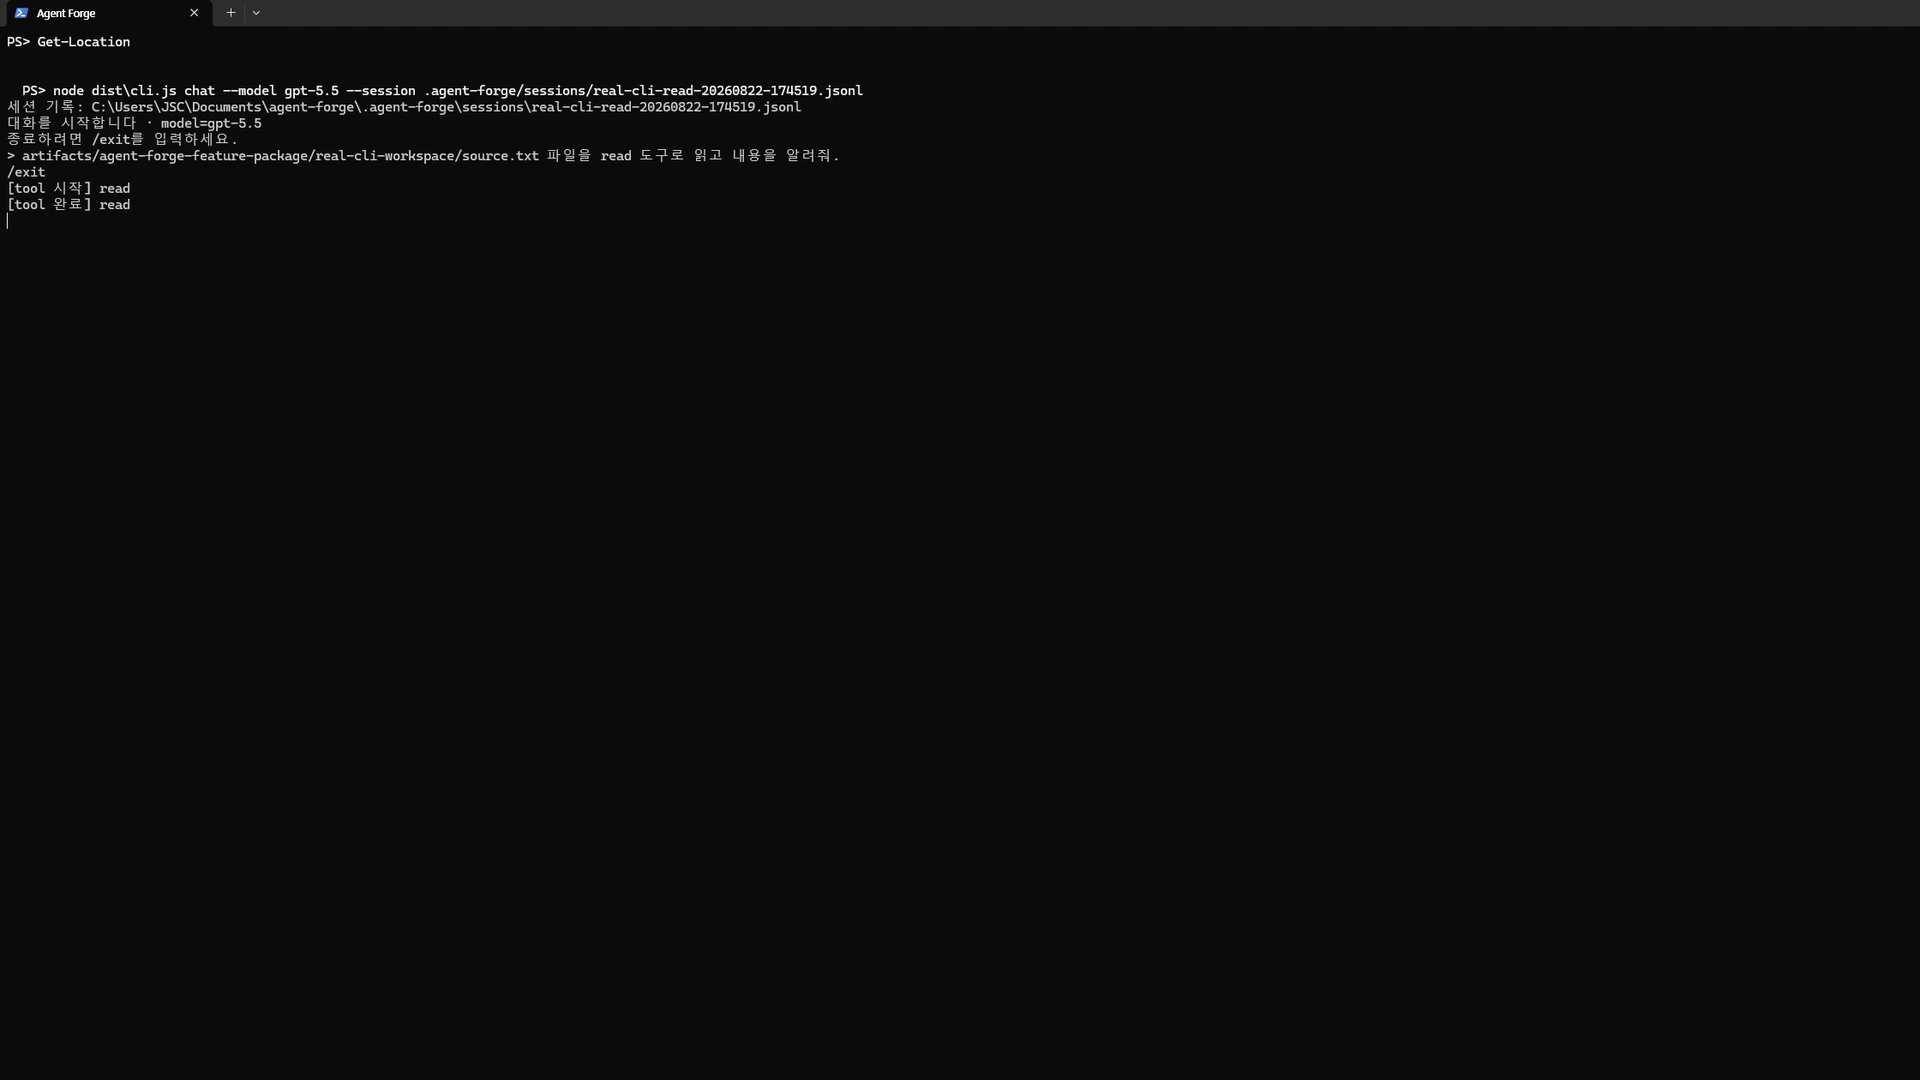 Agent Forge
PS> Get-Location
PS> node dist\cli.js chat --model gpt-5.5 --session .agent-forge/sessions/real-cli-read-20260822-174519.jsonl
세션 기록: C:\Users\JSC\Documents\agent-forge\.agent-forge\sessions\real-cli-read-20260822-174519.jsonl
대화를 시작합니다 · model=gpt-5.5
종료하려면 /exit를 입력하세요.
> artifacts/agent-forge-feature-package/real-cli-workspace/source.txt 파일을 read 도구로 읽고 내용을 알려줘.
/exit
[tool 시작] read
[tool 완료] read